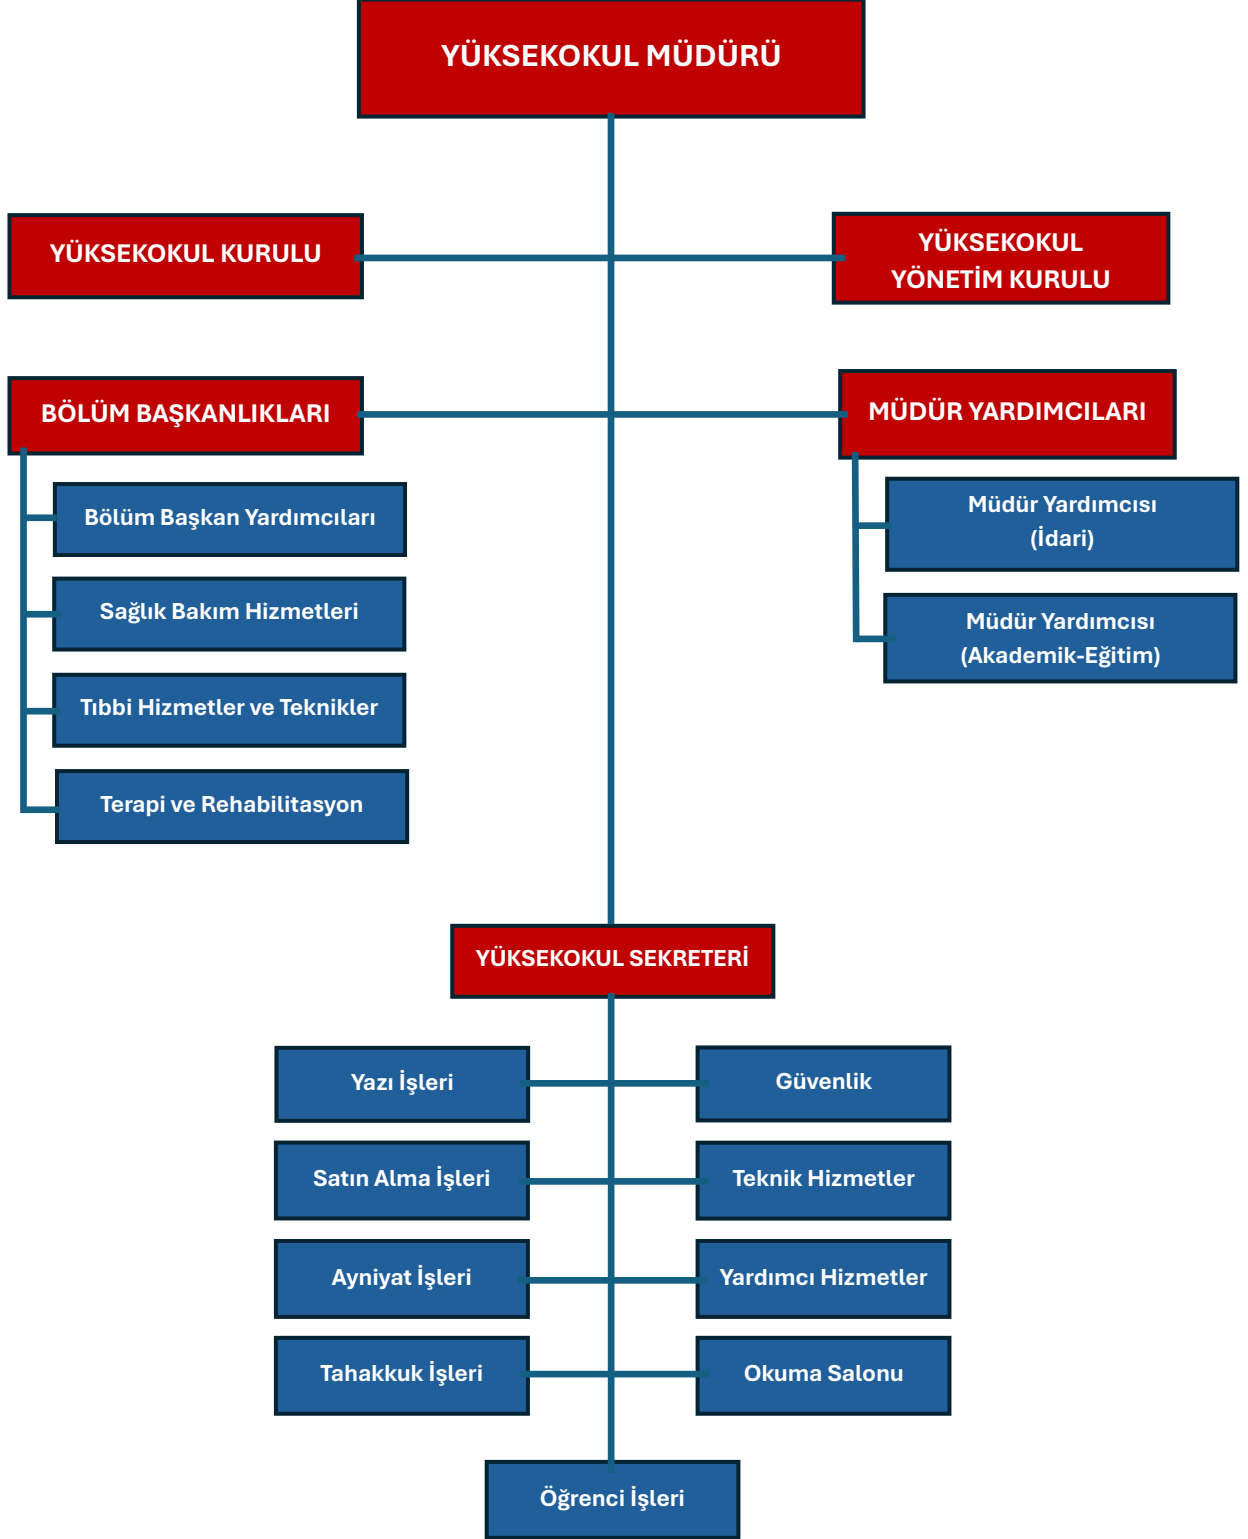 YÜKSEKOKUL MÜDÜRÜ
YÜKSEKOKUL KURULU
YÜKSEKOKUL
YÖNETİM KURULU
BÖLÜM BAŞKANLIKLARI
MÜDÜR YARDIMCILARI
Bölüm Başkan Yardımcıları
Sağlık Bakım Hizmetleri
Tıbbi Hizmetler ve Teknikler
Terapi ve Rehabilitasyon
Müdür Yardımcısı
(İdari)
Müdür Yardımcısı
(Akademik-Eğitim)
YÜKSEKOKUL SEKRETERİ
Yazı İşleri
Güvenlik
Satın Alma İşleri
Teknik Hizmetler
Ayniyat İşleri
Yardımcı Hizmetler
Tahakkuk İşleri
Okuma Salonu
Öğrenci İşleri